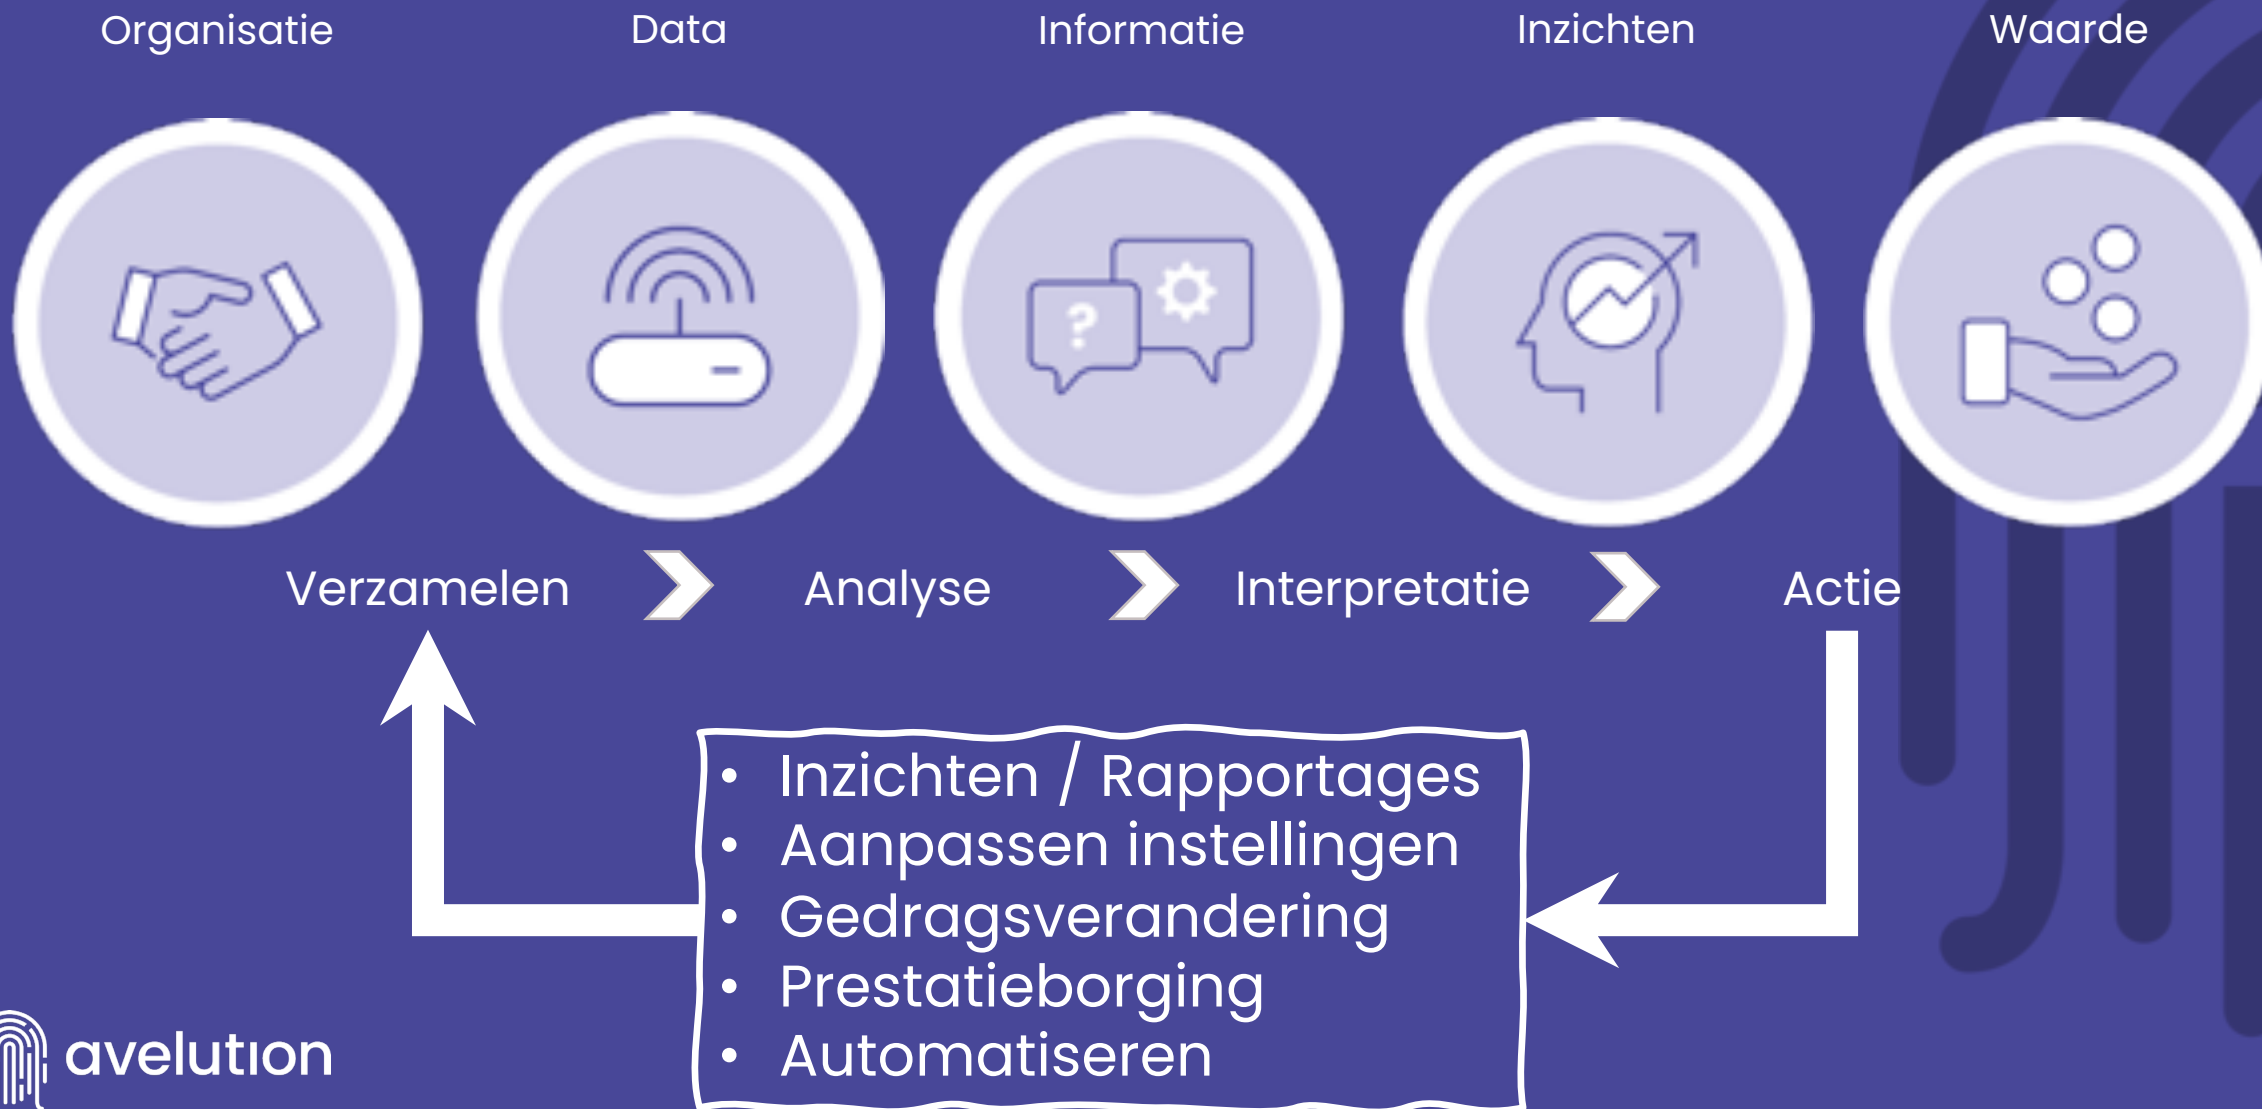 Organisatie
Data
Informatie
Inzichten
Waarde
?
Verzamelen
Analyse
Interpretatie
Actie
• Inzichten / Rapportages
• Aanpassen instellingen
• Gedragsverandering
• Prestatieborging
• Automatiseren
avelution